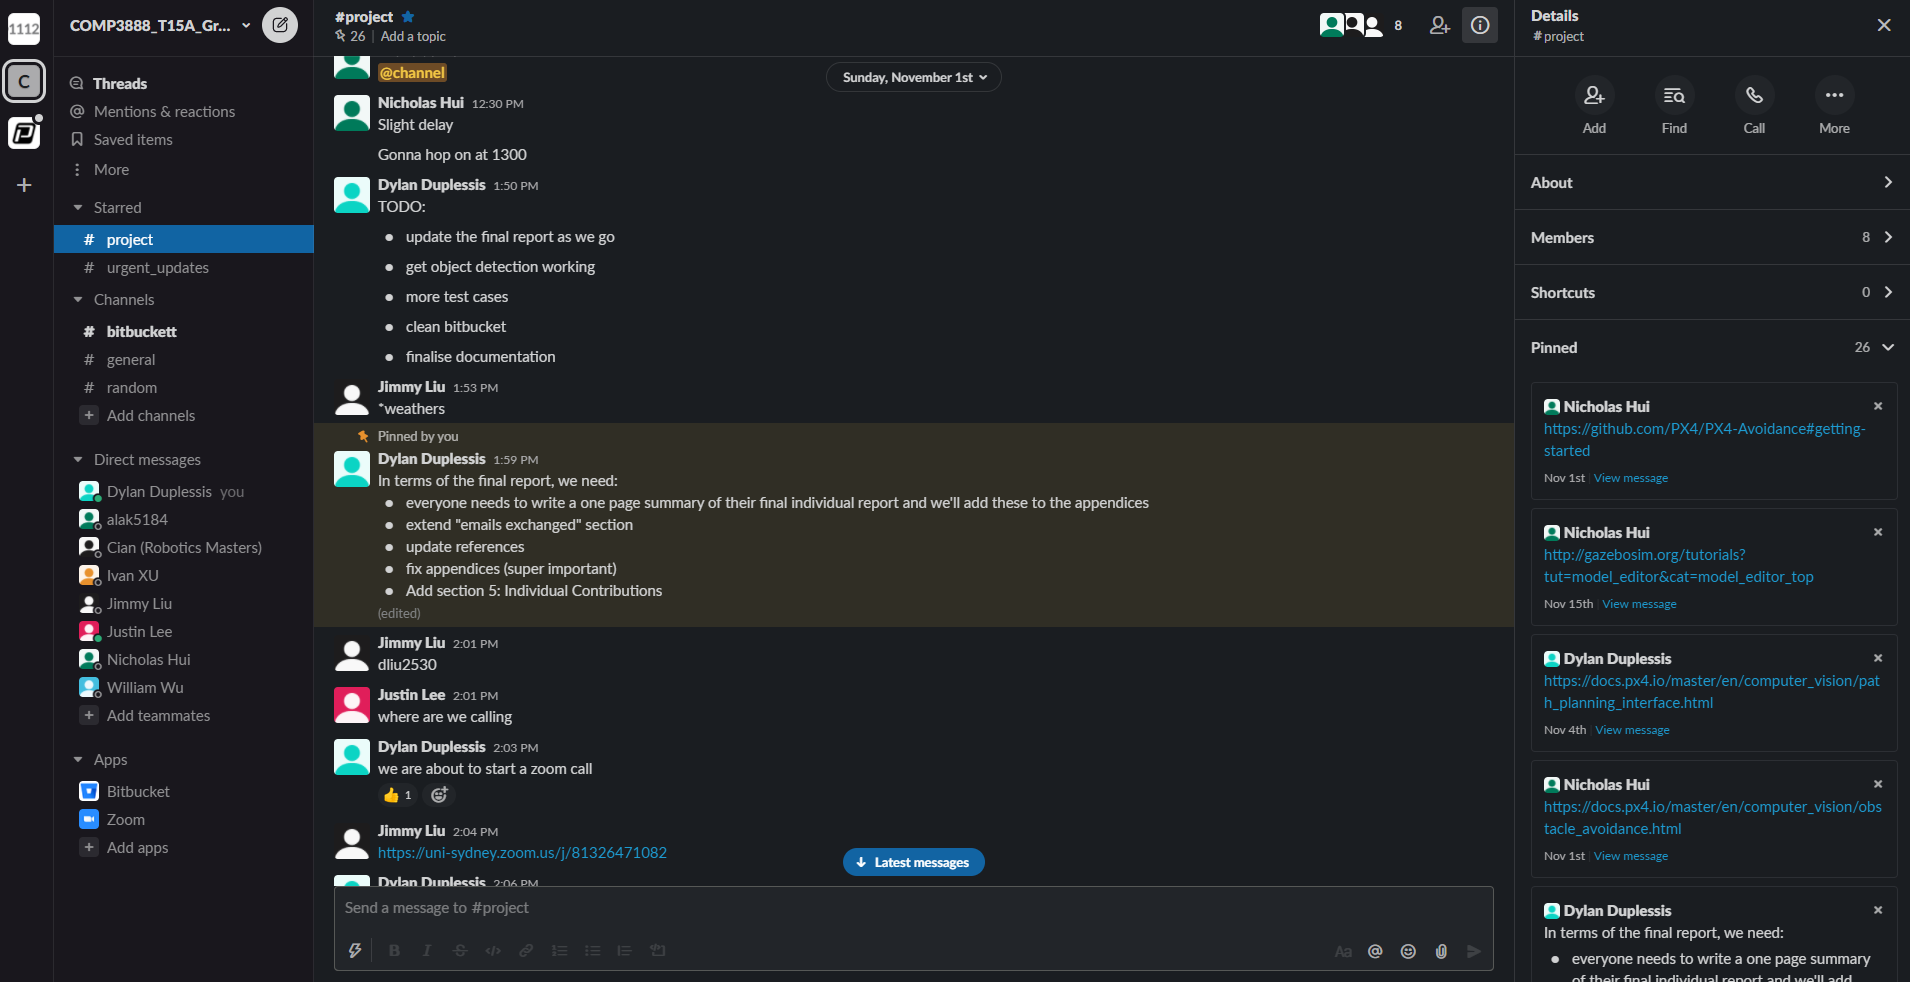 1112
C
COMP3888_T15A_Gr...
Threads
Mentions & reactions
Saved items
More
Starred
# project
# urgent_updates
Channels
# bitbuckett
# general
# random
+ Add channels
Direct messages
Dylan Duplessis you
alak5184
Cian (Robotics Masters)
Ivan XU
Jimmy Liu
Justin Lee
Nicholas Hui
William Wu
+ Add teammates
Apps
Bitbucket
Zoom
+ Add apps
#project
26 | Add a topic
8
@channel
Sunday, November 1st
Nicholas Hui 12:30 PM
Slight delay
Gonna hop on at 1300
Dylan Duplessis 1:50 PM
TODO:
• update the final report as we go
• get object detection working
• more test cases
• clean bitbucket
• finalise documentation
Jimmy Liu 1:53 PM
*weathers
Pinned by you
Dylan Duplessis 1:59 PM
In terms of the final report, we need:
• everyone needs to write a one page summary of their final individual report and we'll add these to the appendices
• extend "emails exchanged" section
• update references
• fix appendices (super important)
• Add section 5: Individual Contributions
(edited)
Jimmy Liu 2:01 PM
dliu2530
Justin Lee 2:01 PM
where are we calling
Dylan Duplessis 2:03 PM
we are about to start a zoom call
👍 1
Jimmy Liu 2:04 PM
https://uni-sydney.zoom.us/j/81326471082
Latest messages
Dylan Duplessis 2:06 PM
Send a message to #project
B I S </>
Aa @
Details
# project
Add Find Call More
About
Members 8
Shortcuts 0
Pinned 26
Nicholas Hui
https://github.com/PX4/PX4-Avoidance#getting-
started
Nov 1st | View message
Nicholas Hui
http://gazebosim.org/tutorials?
tut=model_editor&cat=model_editor_top
Nov 15th | View message
Dylan Duplessis
https://docs.px4.io/master/en/computer_vision/pat
h_planning_interface.html
Nov 4th | View message
Nicholas Hui
https://docs.px4.io/master/en/computer_vision/obs
tacle_avoidance.html
Nov 1st | View message
Dylan Duplessis
In terms of the final report, we need:
• everyone needs to write a one page summary
of their final individual report and we'll add